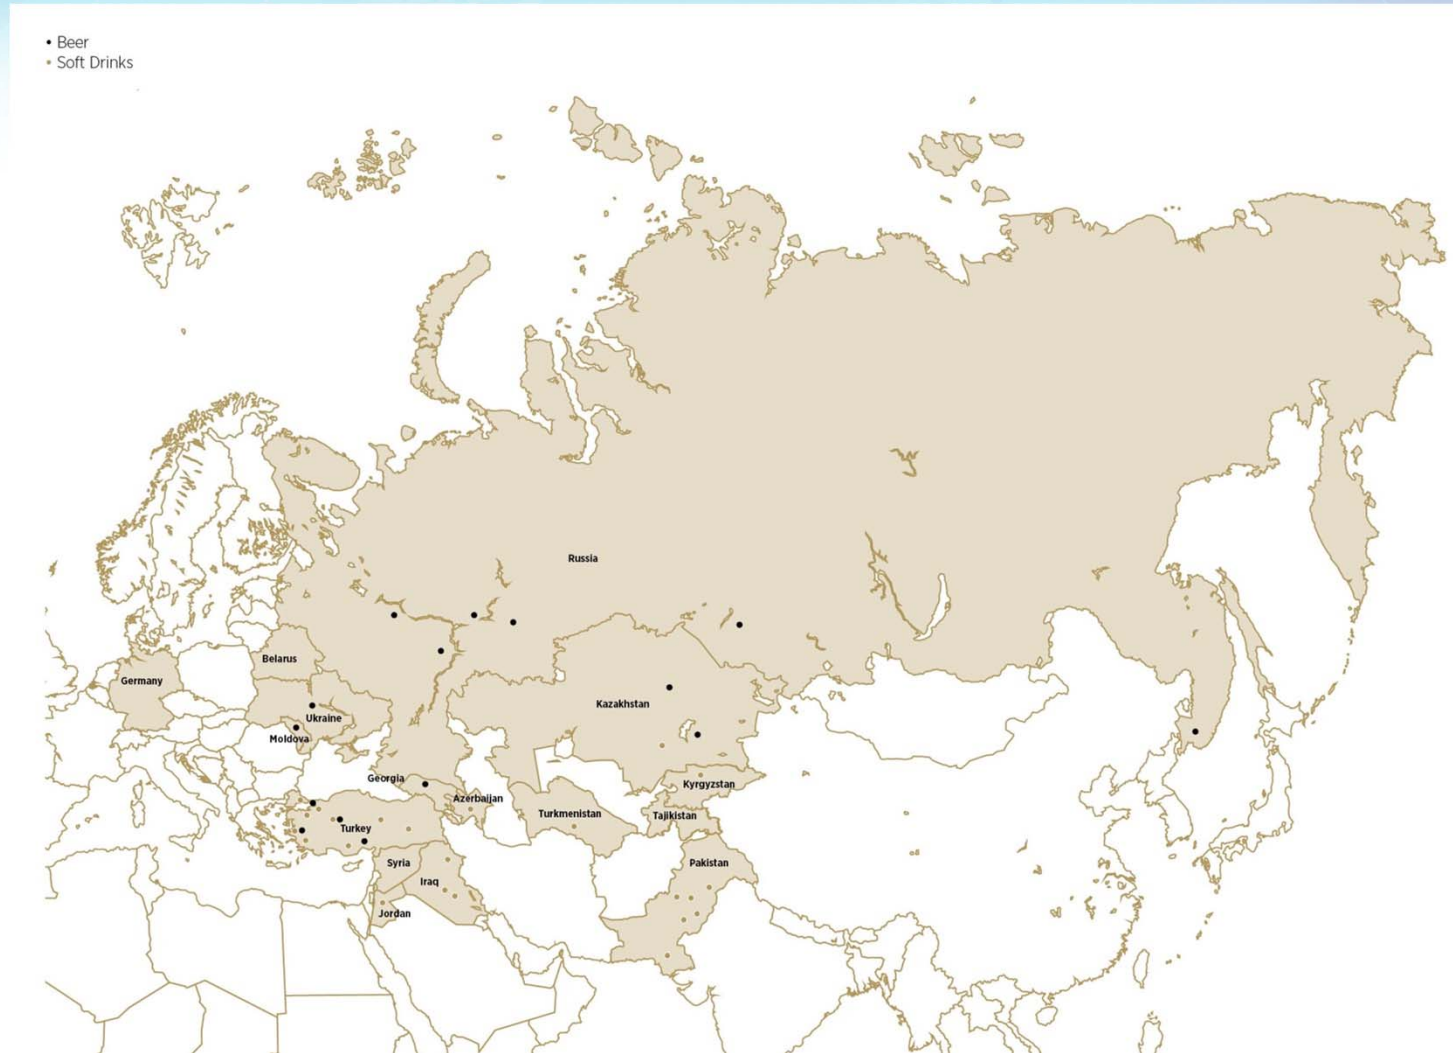 • Beer
• Soft Drinks
Russia
Belarus
Germany
Kazakhstan
Ukraine
Moldova
Georgia
Kyrgyzstan
Azerbaijan
Turkmenistan
Tajikistan
Turkey
Syria
Pakistan
Iraq
Jordan